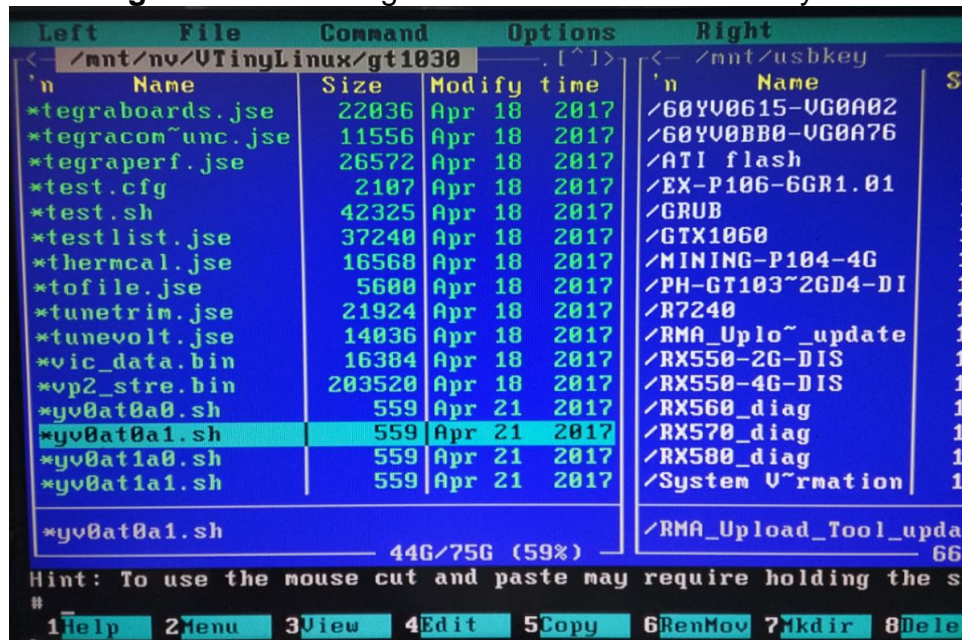 Left File Command Options Right
<- /mnt/nv/VTinyLinux/gt1030 .[^]> <- /mnt/usbkey
'n Name Size Modify time 'n Name S
*tegraboards.jse 22036 Apr 18 2017 /60YV0615-VG0A02
*tegracom~unc.jse 11556 Apr 18 2017 /60YV0BB0-VG0A76
*tegraperf.jse 26572 Apr 18 2017 /ATI flash
*test.cfg 2107 Apr 18 2017 /EX-P106-6GR1.01
*test.sh 42325 Apr 18 2017 /GRUB
*testlist.jse 37240 Apr 18 2017 /GTX1060
*thermcal.jse 16568 Apr 18 2017 /MINING-P104-4G
*tofile.jse 5600 Apr 18 2017 /PH-GT103~2GD4-DI
*tunetrim.jse 21924 Apr 18 2017 /R7240
*tunevolt.jse 14036 Apr 18 2017 /RMA_Uplo~_update
*vic_data.bin 16384 Apr 18 2017 /RX550-2G-DIS
*vp2_stre.bin 203520 Apr 18 2017 /RX550-4G-DIS
*yv0at0a0.sh 559 Apr 21 2017 /RX560_diag
*yv0at0a1.sh 559 Apr 21 2017 /RX570_diag
*yv0at1a0.sh 559 Apr 21 2017 /RX580_diag
*yv0at1a1.sh 559 Apr 21 2017 /System V~rmation
*yv0at0a1.sh /RMA_Upload_Tool_upda
44G/75G (59%) 66
Hint: To use the mouse cut and paste may require holding the s
#
1Help 2Menu 3View 4Edit 5Copy 6RenMov 7Mkdir 8Dele